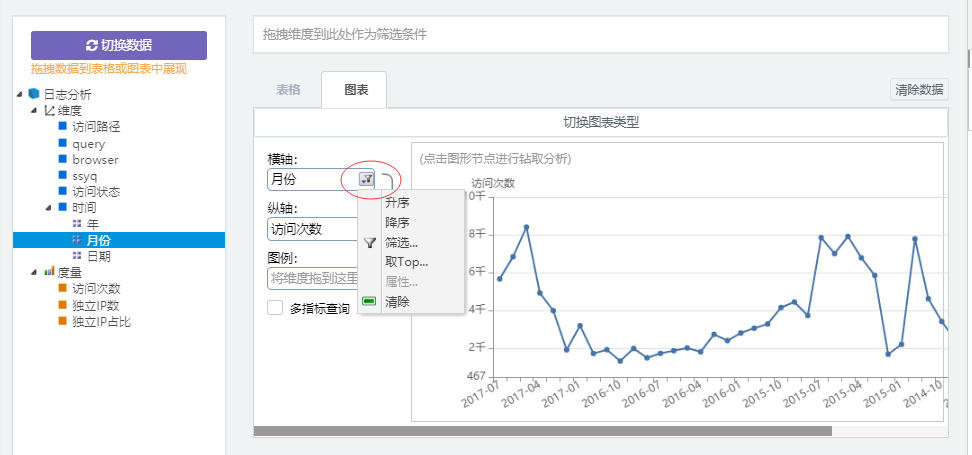 切换数据
拖拽数据到表格或图表中展现
日志分析
维度
访问路径
query
browser
ssyq
访问状态
时间
年
月份
日期
度量
访问次数
独立IP数
独立IP占比
拖拽维度到此处作为筛选条件
表格
图表
清除数据
切换图表类型
横轴:
月份
纵轴:
访问次数
图例:
将维度拖到这里
多指标查询
升序
降序
筛选...
取Top...
属性...
清除
(点击图形节点进行钻取分析)
访问次数
10千
8千
6千
4千
2千
467
2017-07
2017-04
2017-01
2016-10
2016-07
2016-04
2016-01
2015-10
2015-07
2015-04
2015-01
2014-10